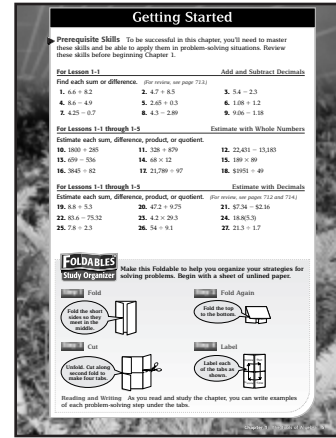 Getting Started
Prerequisite Skills To be successful in this chapter, you'll need to master
these skills and be able to apply them in problem-solving situations. Review
these skills before beginning Chapter 1.
For Lesson 1-1 Add and Subtract Decimals
Find each sum or difference. (For review, see page 713.)
1. 6.6 + 8.2 2. 4.7 + 8.5 3. 5.4 − 2.3
4. 8.6 − 4.9 5. 2.65 + 0.3 6. 1.08 + 1.2
7. 4.25 − 0.7 8. 4.3 − 2.89 9. 9.06 − 1.18
For Lessons 1-1 through 1-5 Estimate with Whole Numbers
Estimate each sum, difference, product, or quotient.
10. 1800 + 285 11. 328 + 879 12. 22,431 − 13,183
13. 659 − 536 14. 68 × 12 15. 189 × 89
16. 3845 ÷ 82 17. 21,789 ÷ 97 18. $1951 ÷ 49
For Lessons 1-1 through 1-5 Estimate with Decimals
Estimate each sum, difference, product, or quotient. (For review, see pages 712 and 714.)
19. 8.8 + 5.3 20. 47.2 + 9.75 21. $7.34 − $2.16
22. 83.6 − 75.32 23. 4.2 × 29.3 24. 18.8(5.3)
25. 7.8 ÷ 2.3 26. 54 ÷ 9.1 27. 21.3 ÷ 1.7
FOLDABLES
Study Organizer
Make this Foldable to help you organize your strategies for
solving problems. Begin with a sheet of unlined paper.
Fold
Fold the short
sides so they
meet in the
middle.
Fold Again
Fold the top
to the bottom.
Cut
Unfold. Cut along
second fold to
make four tabs.
Label
Label each
of the tabs as
shown.
Reading and Writing As you read and study the chapter, you can write examples
of each problem-solving step under the tabs.